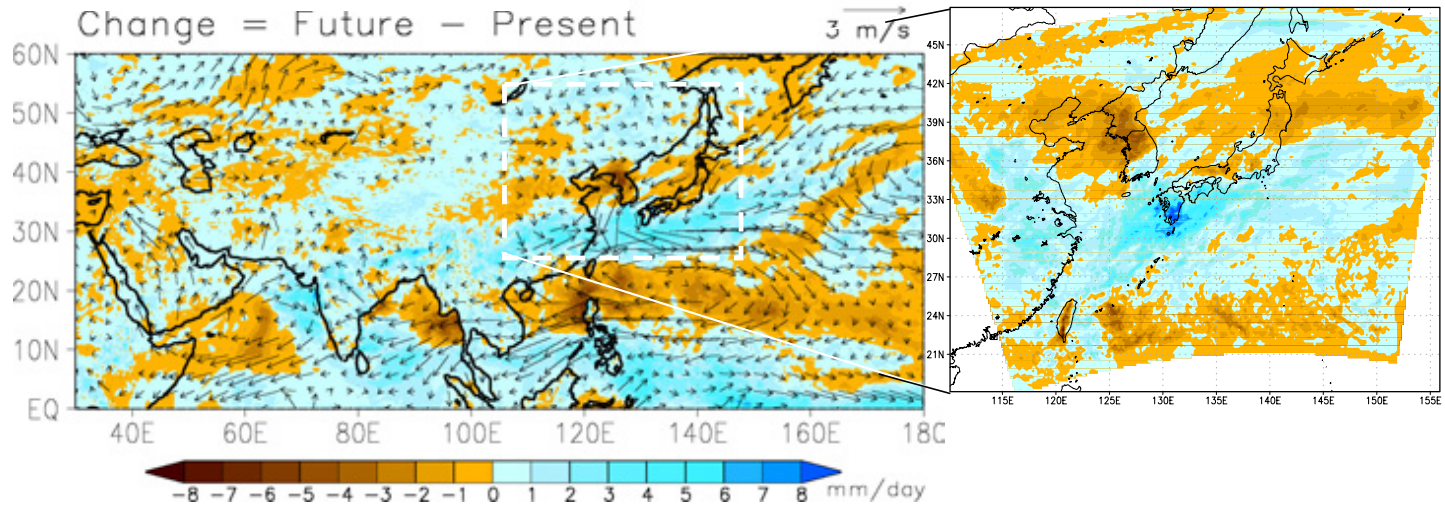 Change = Future − Present
3 m/s
60N
50N
40N
30N
20N
10N
EQ
40E 60E 80E 100E 120E 140E 160E 180
-8 -7 -6 -5 -4 -3 -2 -1 0 1 2 3 4 5 6 7 8 mm/day
45N
42N
39N
36N
33N
30N
27N
24N
21N
115E 120E 125E 130E 135E 140E 145E 150E 155E